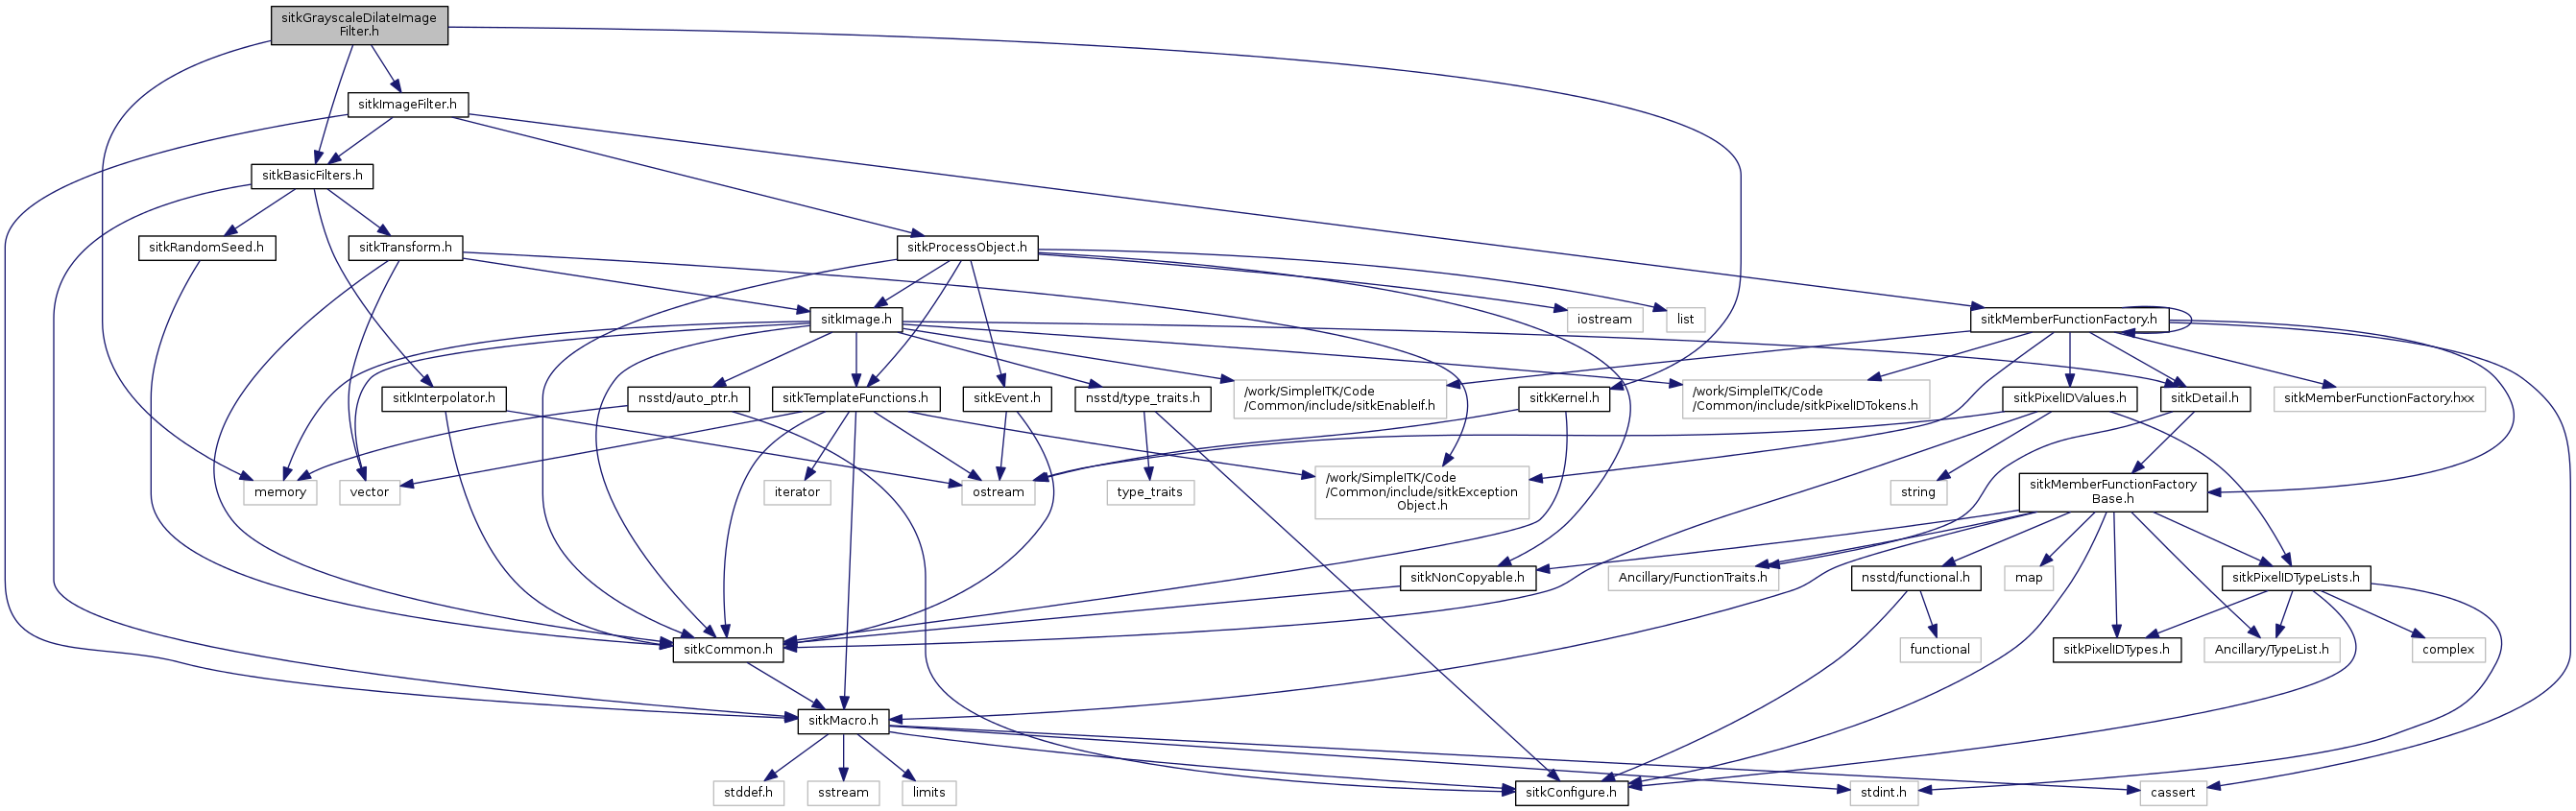 sitkGrayscaleDilateImage
Filter.h
sitkImageFilter.h
sitkBasicFilters.h
sitkRandomSeed.h
sitkTransform.h
sitkProcessObject.h
iostream
list
sitkImage.h
sitkMemberFunctionFactory.h
sitkInterpolator.h
nsstd/auto_ptr.h
sitkTemplateFunctions.h
sitkEvent.h
nsstd/type_traits.h
/work/SimpleITK/Code
/Common/include/sitkEnableIf.h
sitkKernel.h
/work/SimpleITK/Code
/Common/include/sitkPixelIDTokens.h
sitkPixelIDValues.h
sitkDetail.h
sitkMemberFunctionFactory.hxx
memory
vector
iterator
ostream
type_traits
/work/SimpleITK/Code
/Common/include/sitkException
Object.h
string
sitkMemberFunctionFactory
Base.h
sitkNonCopyable.h
Ancillary/FunctionTraits.h
nsstd/functional.h
map
sitkPixelIDTypeLists.h
sitkCommon.h
functional
sitkPixelIDTypes.h
Ancillary/TypeList.h
complex
sitkMacro.h
stddef.h
sstream
limits
sitkConfigure.h
stdint.h
cassert